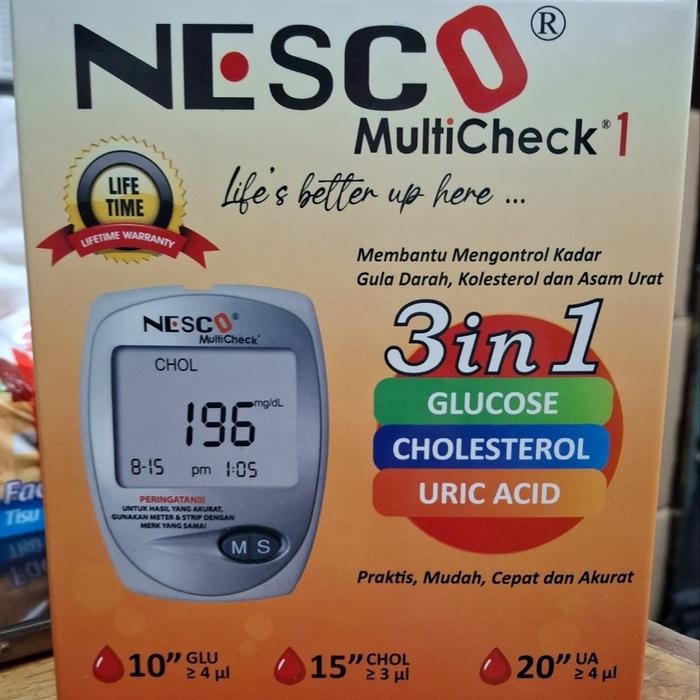 NESCO®
MultiCheck®1
Life's better up here ...
LIFE
TIME
LIFETIME WARRANTY
Membantu Mengontrol Kadar
Gula Darah, Kolesterol dan Asam Urat
3in1
GLUCOSE
CHOLESTEROL
URIC ACID
NESCO®
MultiCheck®
CHOL
196 mg/dL
8-15 pm 1:05
PERINGATAN!!!
UNTUK HASIL YANG AKURAT,
GUNAKAN METER & STRIP DENGAN
MERK YANG SAMA!
M S
Praktis, Mudah, Cepat dan Akurat
10” GLU
≥ 4 µl
15” CHOL
≥ 3 µl
20” UA
≥ 4 µl
Tisu